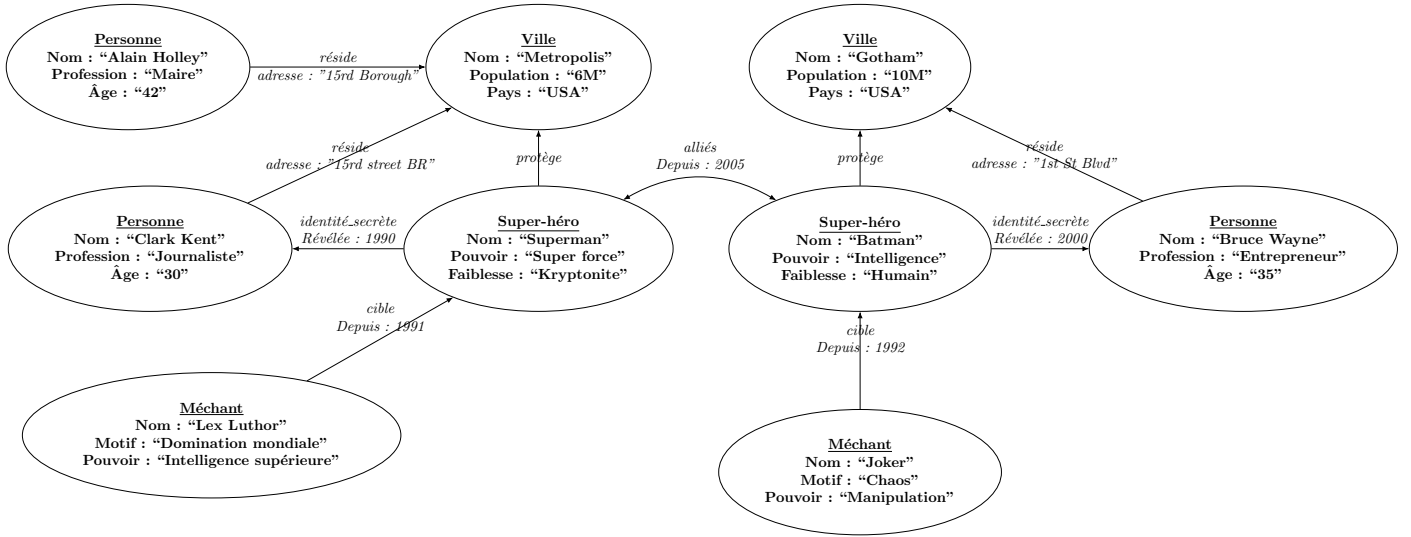 Personne
Nom : “Alain Holley”
Profession : “Maire”
Âge : “42”
réside
adresse : ”15rd Borough”
Ville
Nom : “Metropolis”
Population : “6M”
Pays : “USA”
Ville
Nom : “Gotham”
Population : “10M”
Pays : “USA”
réside
adresse : ”15rd street BR”
protège
alliés
Depuis : 2005
protège
réside
adresse : ”1st St Blvd”
Personne
Nom : “Clark Kent”
Profession : “Journaliste”
Âge : “30”
identité_secrète
Révélée : 1990
Super-héro
Nom : “Superman”
Pouvoir : “Super force”
Faiblesse : “Kryptonite”
Super-héro
Nom : “Batman”
Pouvoir : “Intelligence”
Faiblesse : “Humain”
identité_secrète
Révélée : 2000
Personne
Nom : “Bruce Wayne”
Profession : “Entrepreneur”
Âge : “35”
cible
Depuis : 1991
cible
Depuis : 1992
Méchant
Nom : “Lex Luthor”
Motif : “Domination mondiale”
Pouvoir : “Intelligence supérieure”
Méchant
Nom : “Joker”
Motif : “Chaos”
Pouvoir : “Manipulation”